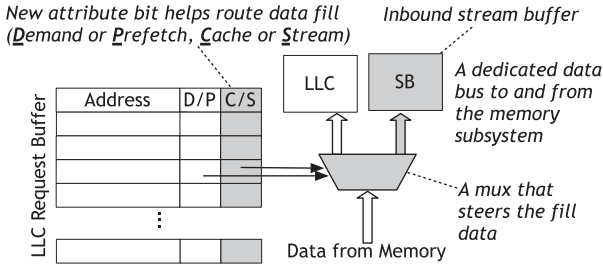 New attribute bit helps route data fill
(Demand or Prefetch, Cache or Stream)
Inbound stream buffer
LLC
SB
A dedicated data
bus to and from
the memory
subsystem
Address
D/P
C/S
LLC Request Buffer
A mux that
steers the fill
data
Data from Memory